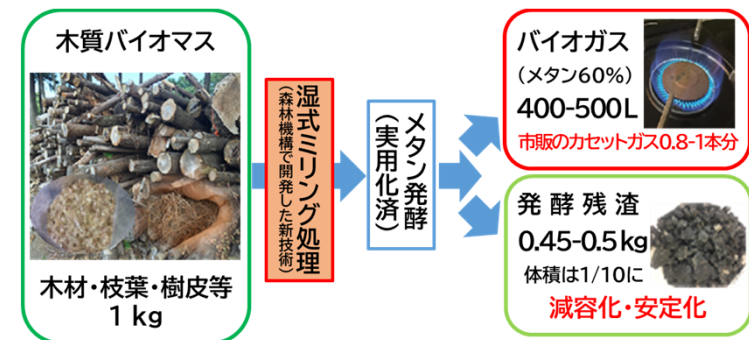 木質バイオマス
木材・枝葉・樹皮等
1 kg
湿式ミリング処理
(森林機構で開発した新技術)
メタン発酵
(実用化済)
バイオガス
(メタン60%)
400-500L
市販のカセットガス0.8-1本分
発酵残渣
0.45-0.5kg
体積は1/10に
減容化・安定化